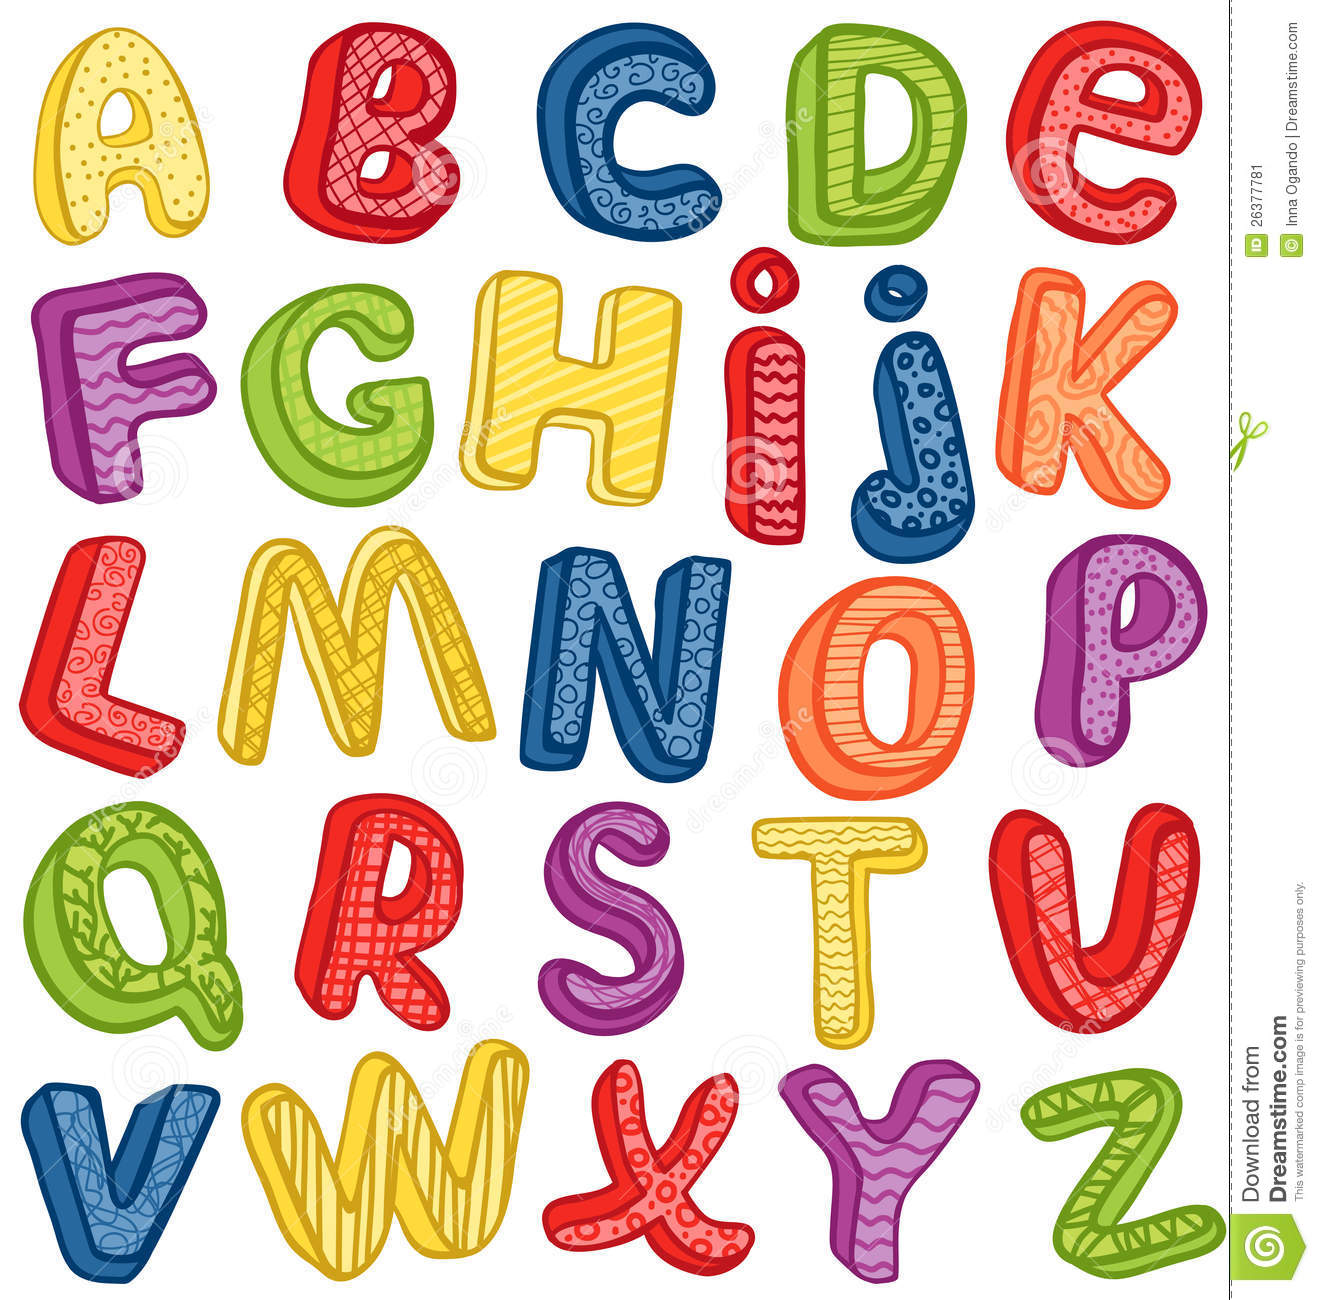 A B C D e
F G H i j K
L M N O P
Q R S T U
V W X Y Z
ID 26377781
© Inna Ogando | Dreamstime.com
Download from
Dreamstime.com
This watermarked comp image is for previewing purposes only.